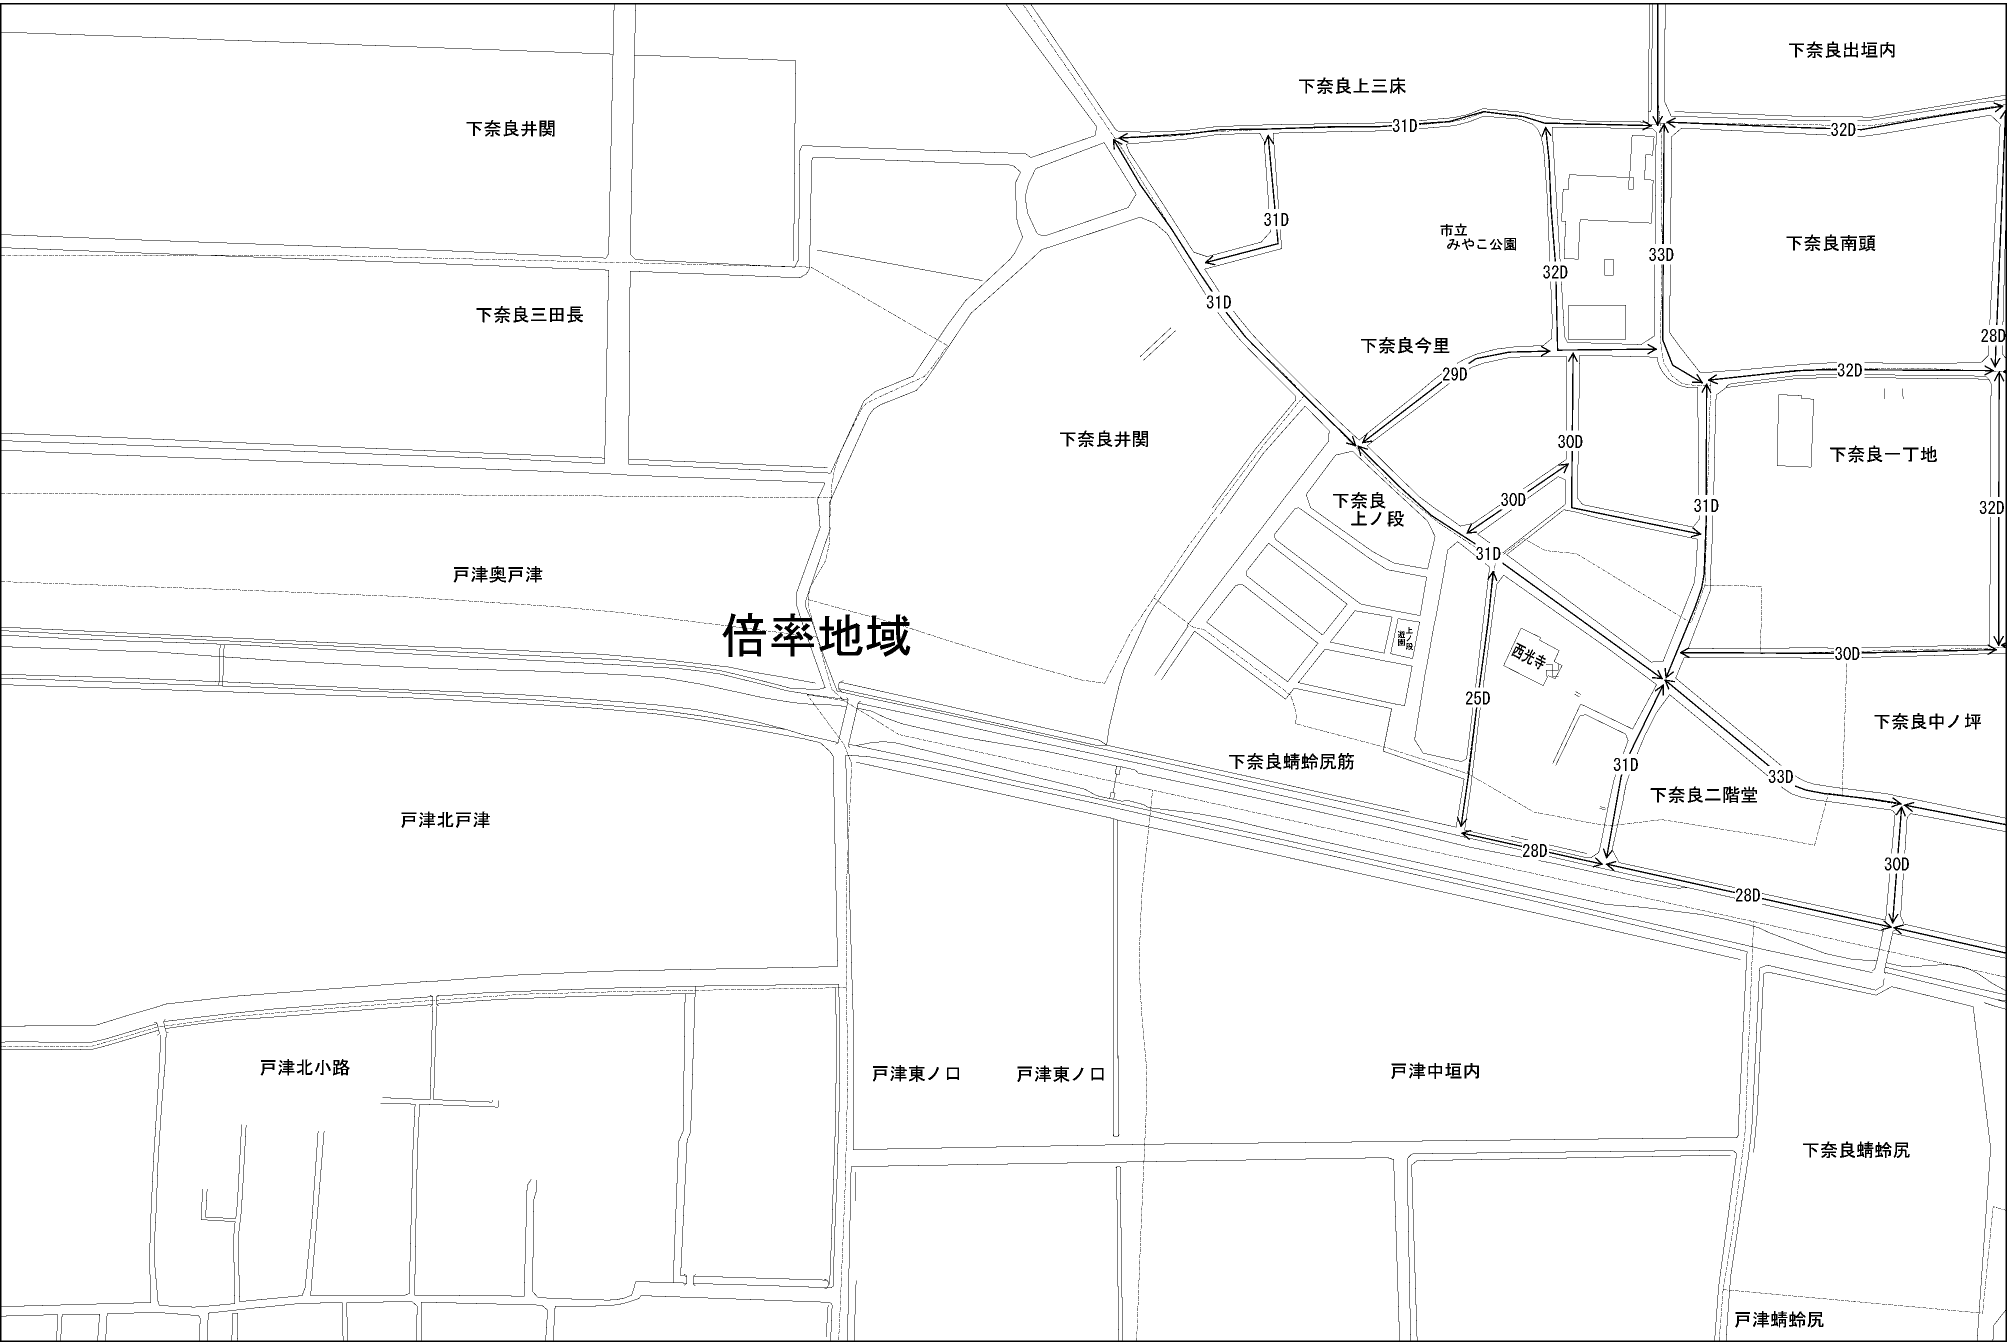 下奈良出垣内
下奈良上三床
下奈良井関
31D
32D
31D
市立
みやこ公園
下奈良南頭
33D
32D
31D
下奈良三田長
28D
下奈良今里
32D
29D
下奈良井関
30D
下奈良一丁地
下奈良
上ノ段
30D
31D
32D
31D
戸津奥戸津
倍率地域
上ノ段
遊園
西光寺
30D
25D
下奈良中ノ坪
下奈良蜻蛉尻筋
31D
33D
下奈良二階堂
戸津北戸津
28D
30D
28D
戸津北小路
戸津東ノ口
戸津東ノ口
戸津中垣内
下奈良蜻蛉尻
戸津蜻蛉尻